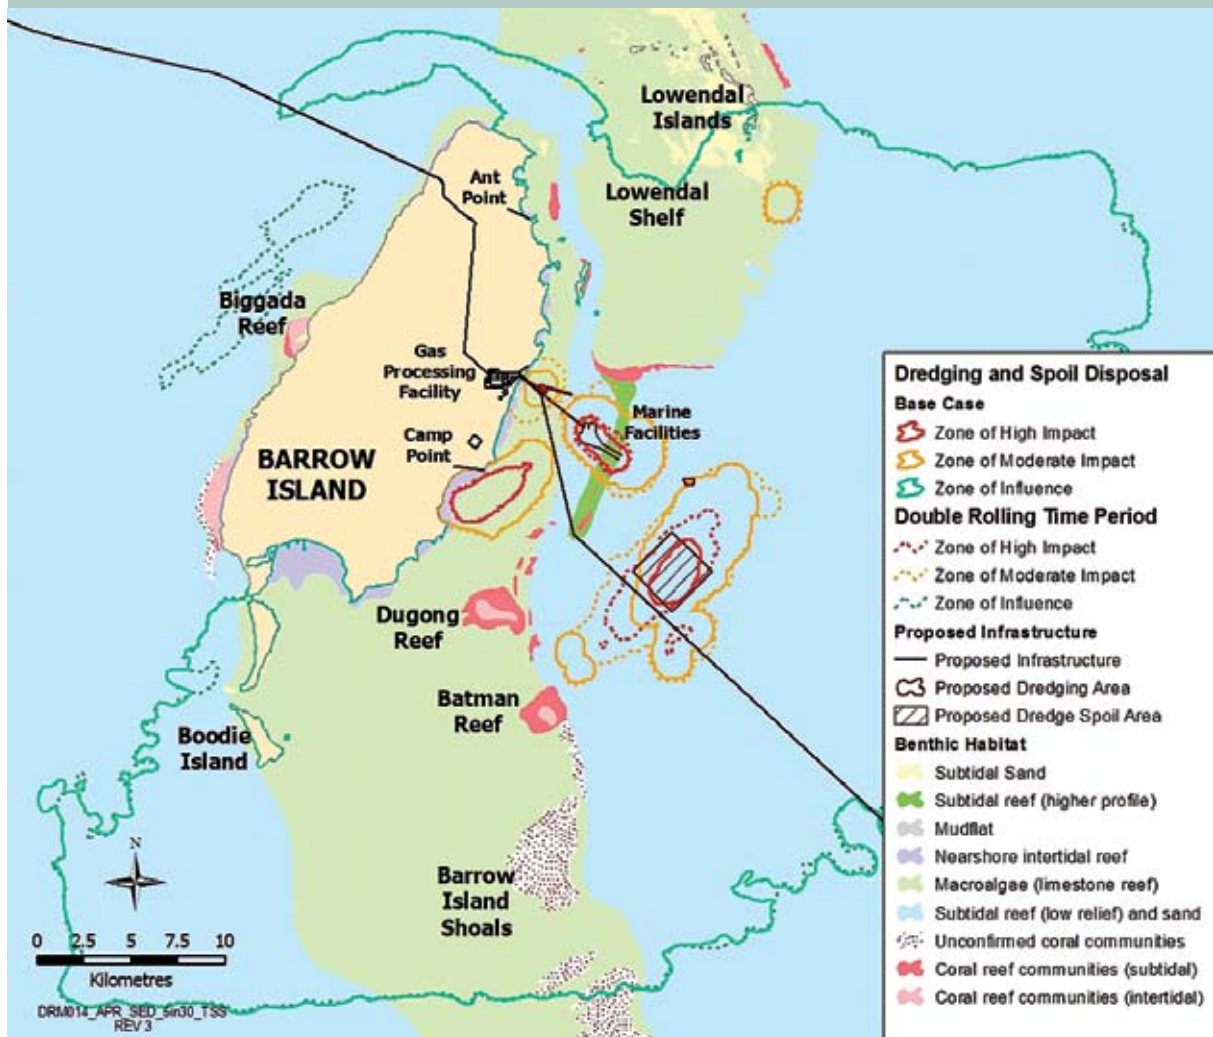 Lowendal
Islands
Ant
Point
Lowendal
Shelf
Biggada
Reef
Gas
Processing
Facility
Marine
Facilities
Camp
Point
BARROW
ISLAND
Dugong
Reef
Batman
Reef
Boodie
Island
Barrow
Island
Shoals
N
0 2.5 5 7.5 10
Kilometres
DRM014_APR_SED_5in30_TSS
REV 3
Dredging and Spoil Disposal
Base Case
Zone of High Impact
Zone of Moderate Impact
Zone of Influence
Double Rolling Time Period
Zone of High Impact
Zone of Moderate Impact
Zone of Influence
Proposed Infrastructure
Proposed Infrastructure
Proposed Dredging Area
Proposed Dredge Spoil Area
Benthic Habitat
Subtidal Sand
Subtidal reef (higher profile)
Mudflat
Nearshore intertidal reef
Macroalgae (limestone reef)
Subtidal reef (low relief) and sand
Unconfirmed coral communities
Coral reef communities (subtidal)
Coral reef communities (intertidal)